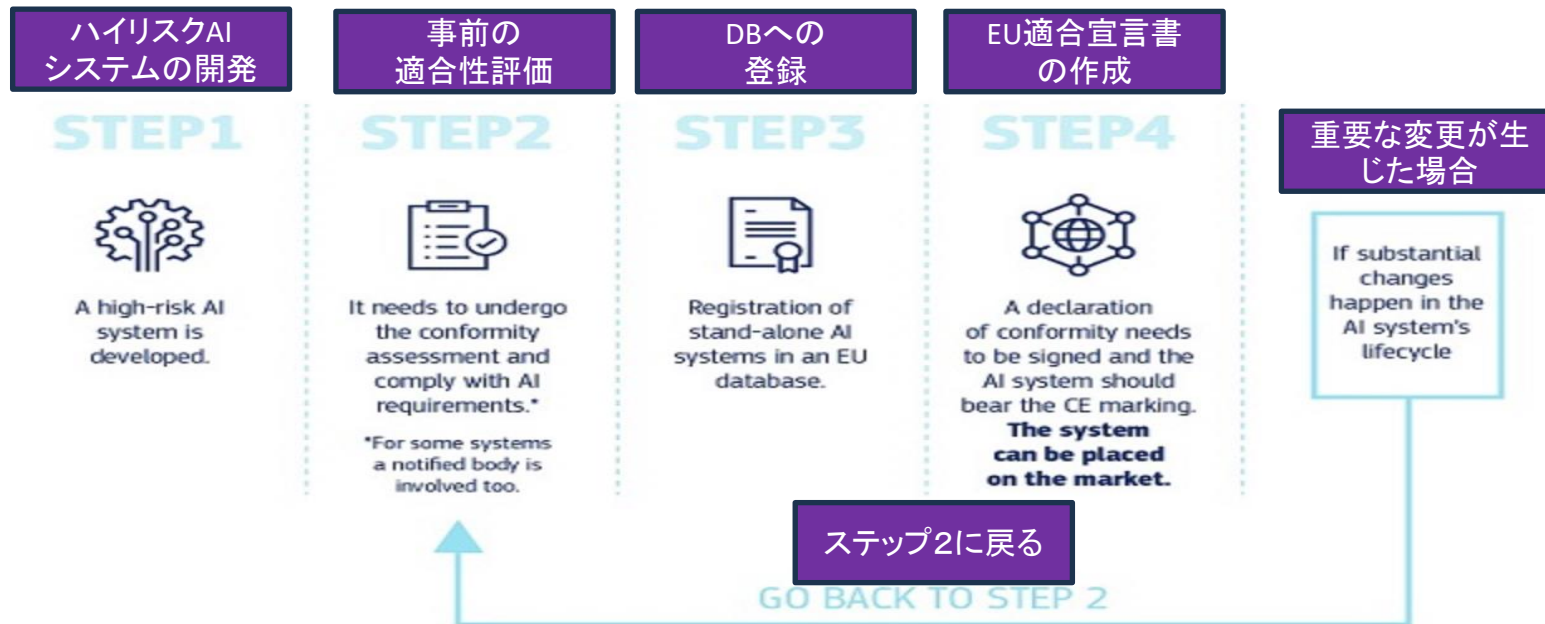 ハイリスクAI
システムの開発
事前の
適合性評価
DBへの
登録
EU適合宣言書
の作成
重要な変更が生
じた場合
STEP1
A high-risk AI
system is
developed.
STEP2
It needs to undergo
the conformity
assessment and
comply with AI
requirements.*
*For some systems
a notified body is
involved too.
STEP3
Registration of
stand-alone AI
systems in an EU
database.
STEP4
A declaration
of conformity needs
to be signed and the
AI system should
bear the CE marking.
The system
can be placed
on the market.
If substantial
changes
happen in the
AI system's
lifecycle
ステップ2に戻る
GO BACK TO STEP 2